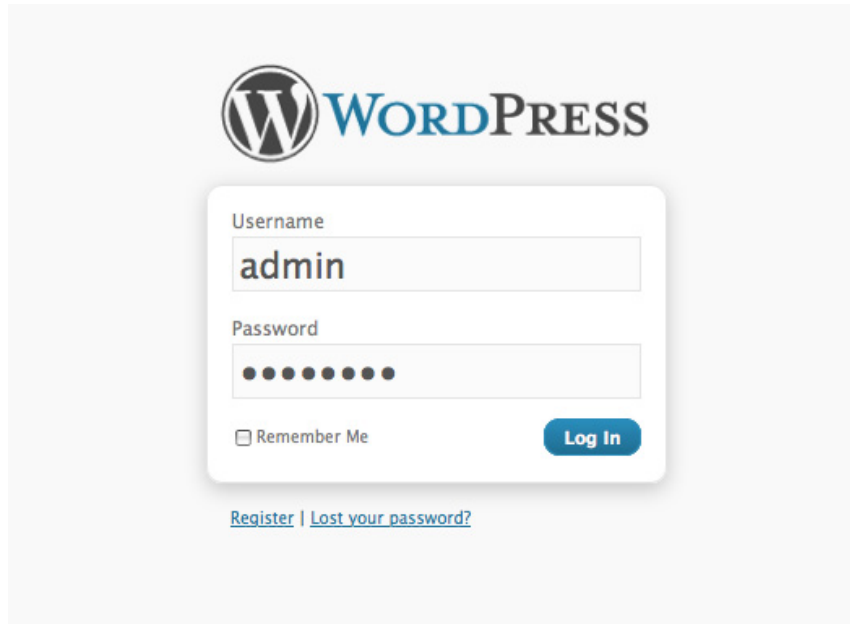 WORDPRESS
Username
admin
Password
••••••••
Remember Me
Log In
Register | Lost your password?